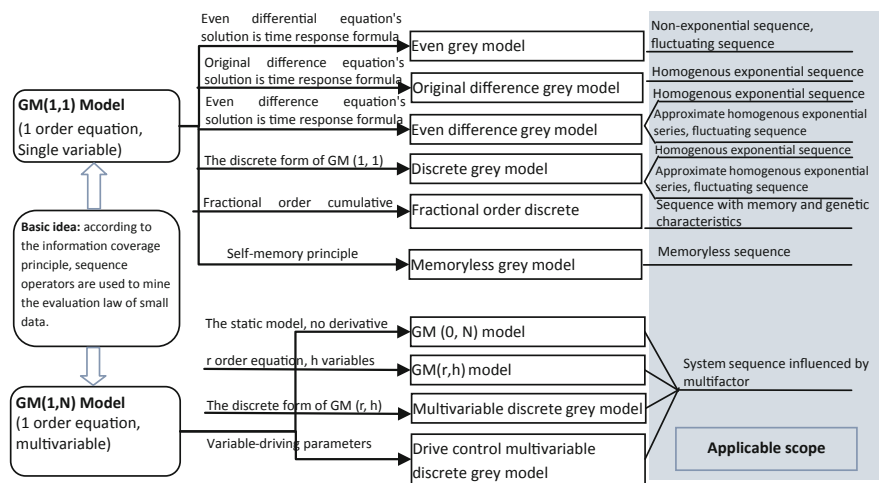 Even differential equation's
solution is time response formula
Even grey model
Non-exponential sequence,
fluctuating sequence
Original difference equation's
solution is time response formula
Original difference grey model
Homogenous exponential sequence
Even difference equation's
solution is time response formula
Even difference grey model
Homogenous exponential sequence
Approximate homogenous exponential
series, fluctuating sequence
The discrete form of GM (1, 1)
Discrete grey model
Homogenous exponential sequence
Approximate homogenous exponential
series, fluctuating sequence
Fractional order cumulative
Fractional order discrete
Sequence with memory and genetic
characteristics
Self-memory principle
Memoryless grey model
Memoryless sequence
GM(1,1) Model
(1 order equation,
Single variable)
Basic idea: according to
the information coverage
principle, sequence
operators are used to mine
the evaluation law of small
data.
GM(1,N) Model
(1 order equation,
multivariable)
The static model, no derivative
GM (0, N) model
r order equation, h variables
GM(r,h) model
The discrete form of GM (r, h)
Multivariable discrete grey model
Variable-driving parameters
Drive control multivariable
discrete grey model
System sequence influenced by
multifactor
Applicable scope